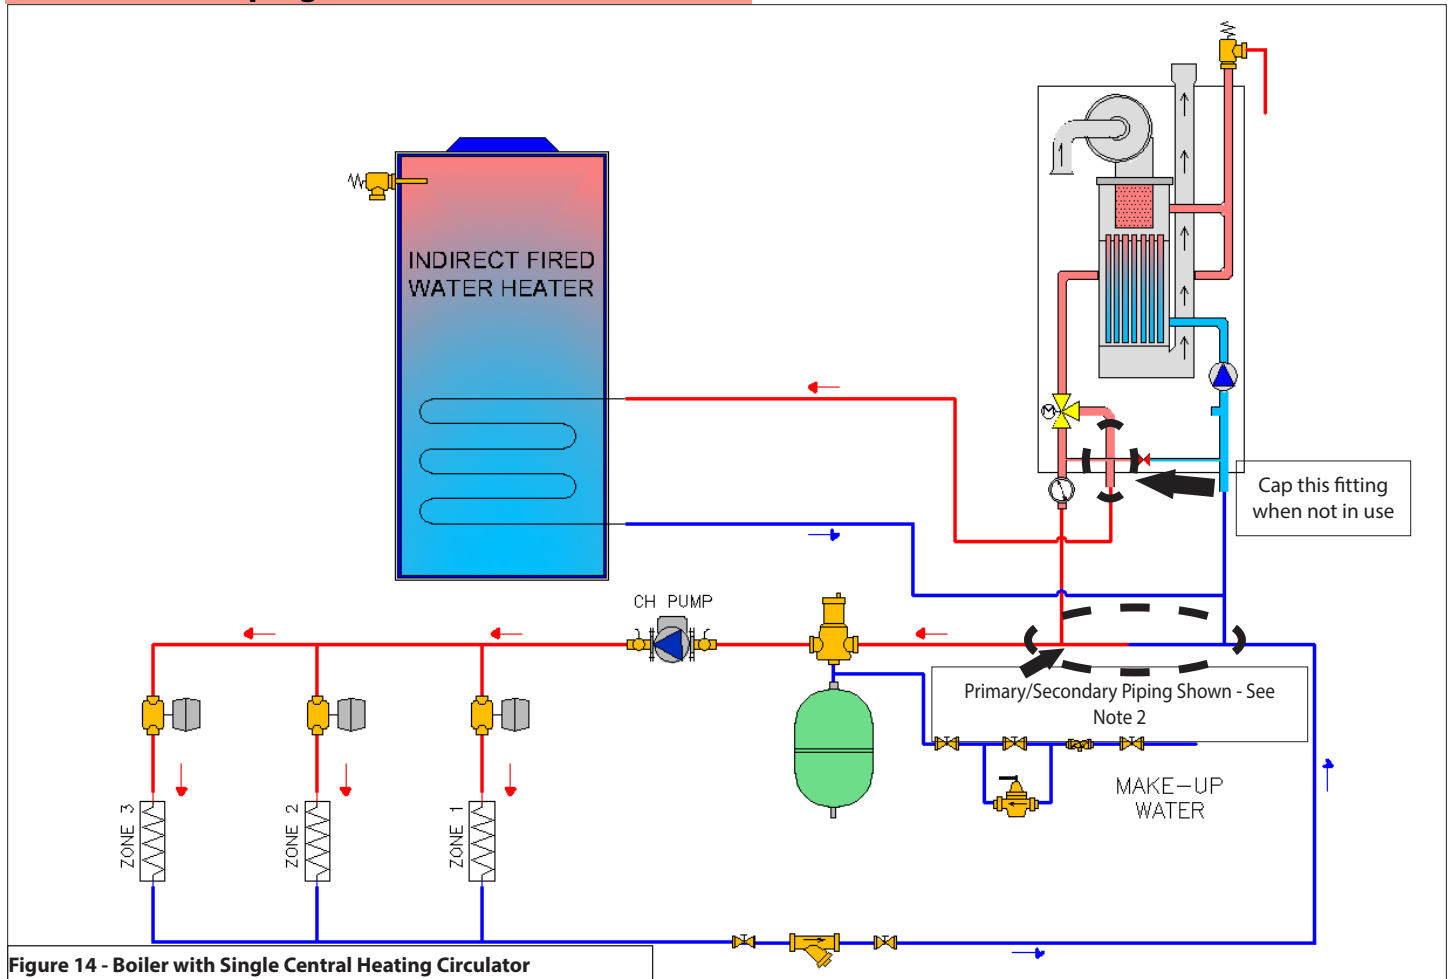 INDIRECT FIRED
WATER HEATER
M
Cap this fitting
when not in use
CH PUMP
Primary/Secondary Piping Shown - See
Note 2
MAKE-UP
WATER
ZONE 3
ZONE 2
ZONE 1
Figure 14 - Boiler with Single Central Heating Circulator